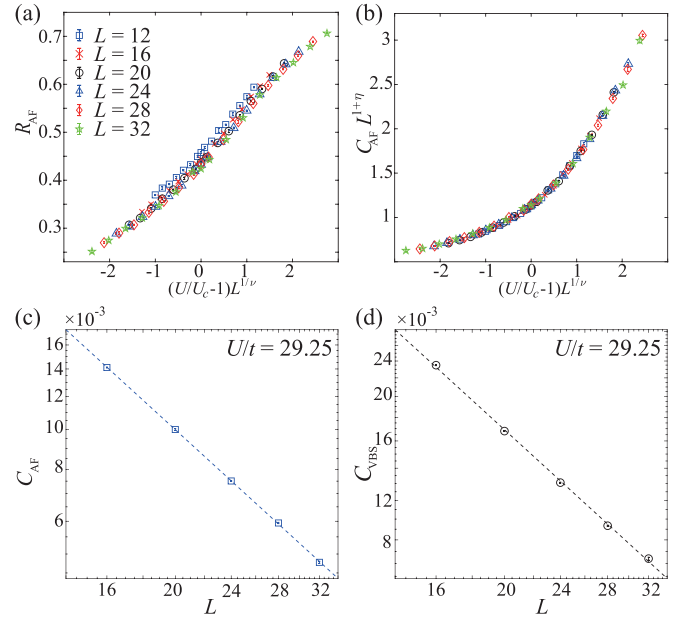 (a)
0.7
0.6
0.5
0.4
0.3
R_AF
L = 12
L = 16
L = 20
L = 24
L = 28
L = 32
-2 -1 0 1 2
(U/U_c-1)L^{1/ν}
(b)
3
2.5
2
1.5
1
C_AF L^{1+η}
-2 -1 0 1 2
(U/U_c-1)L^{1/ν}
(c)
×10⁻³
U/t = 29.25
16
14
12
10
8
6
C_AF
16 20 24 28 32
L
(d)
×10⁻³
U/t = 29.25
24
20
16
12
8
C_VBS
16 20 24 28 32
L